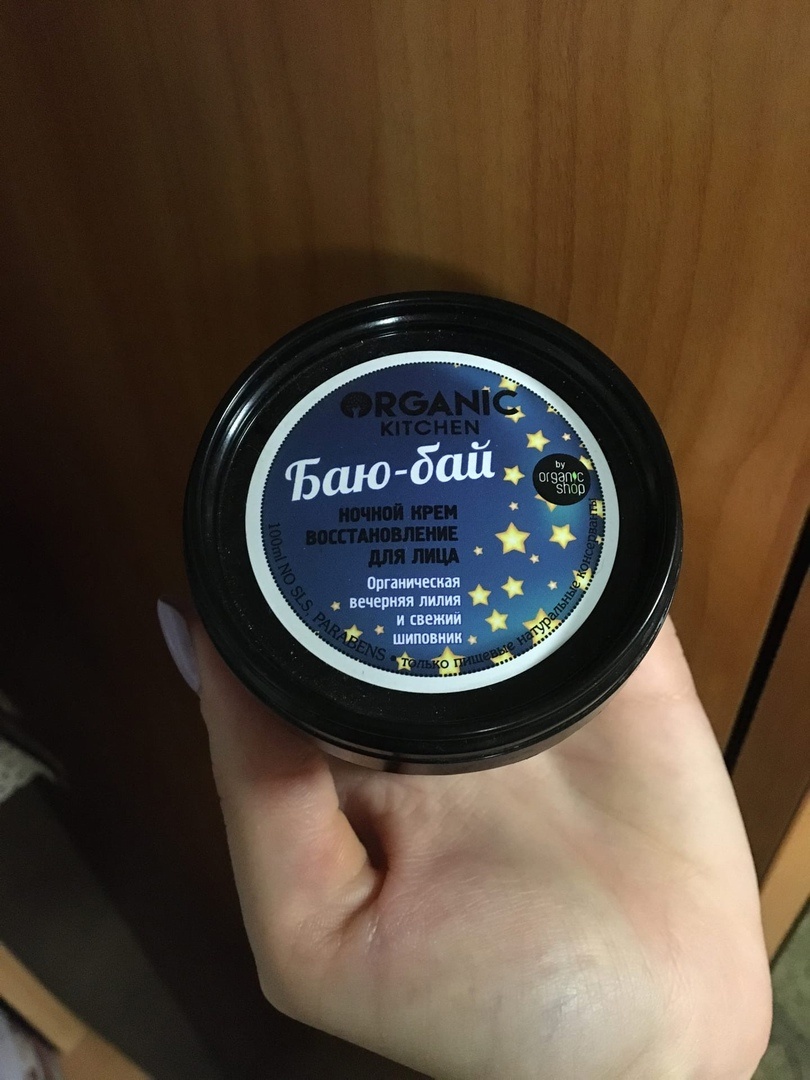 ORGANIC
KITCHEN
by
organic
shop
Баю-бай
НОЧНОЙ КРЕМ
ВОССТАНОВЛЕНИЕ
ДЛЯ ЛИЦА
Органическая
вечерняя лилия
и свежий
шиповник
100ml NO SLS, PARABENS • только пищевые натуральные консерванты